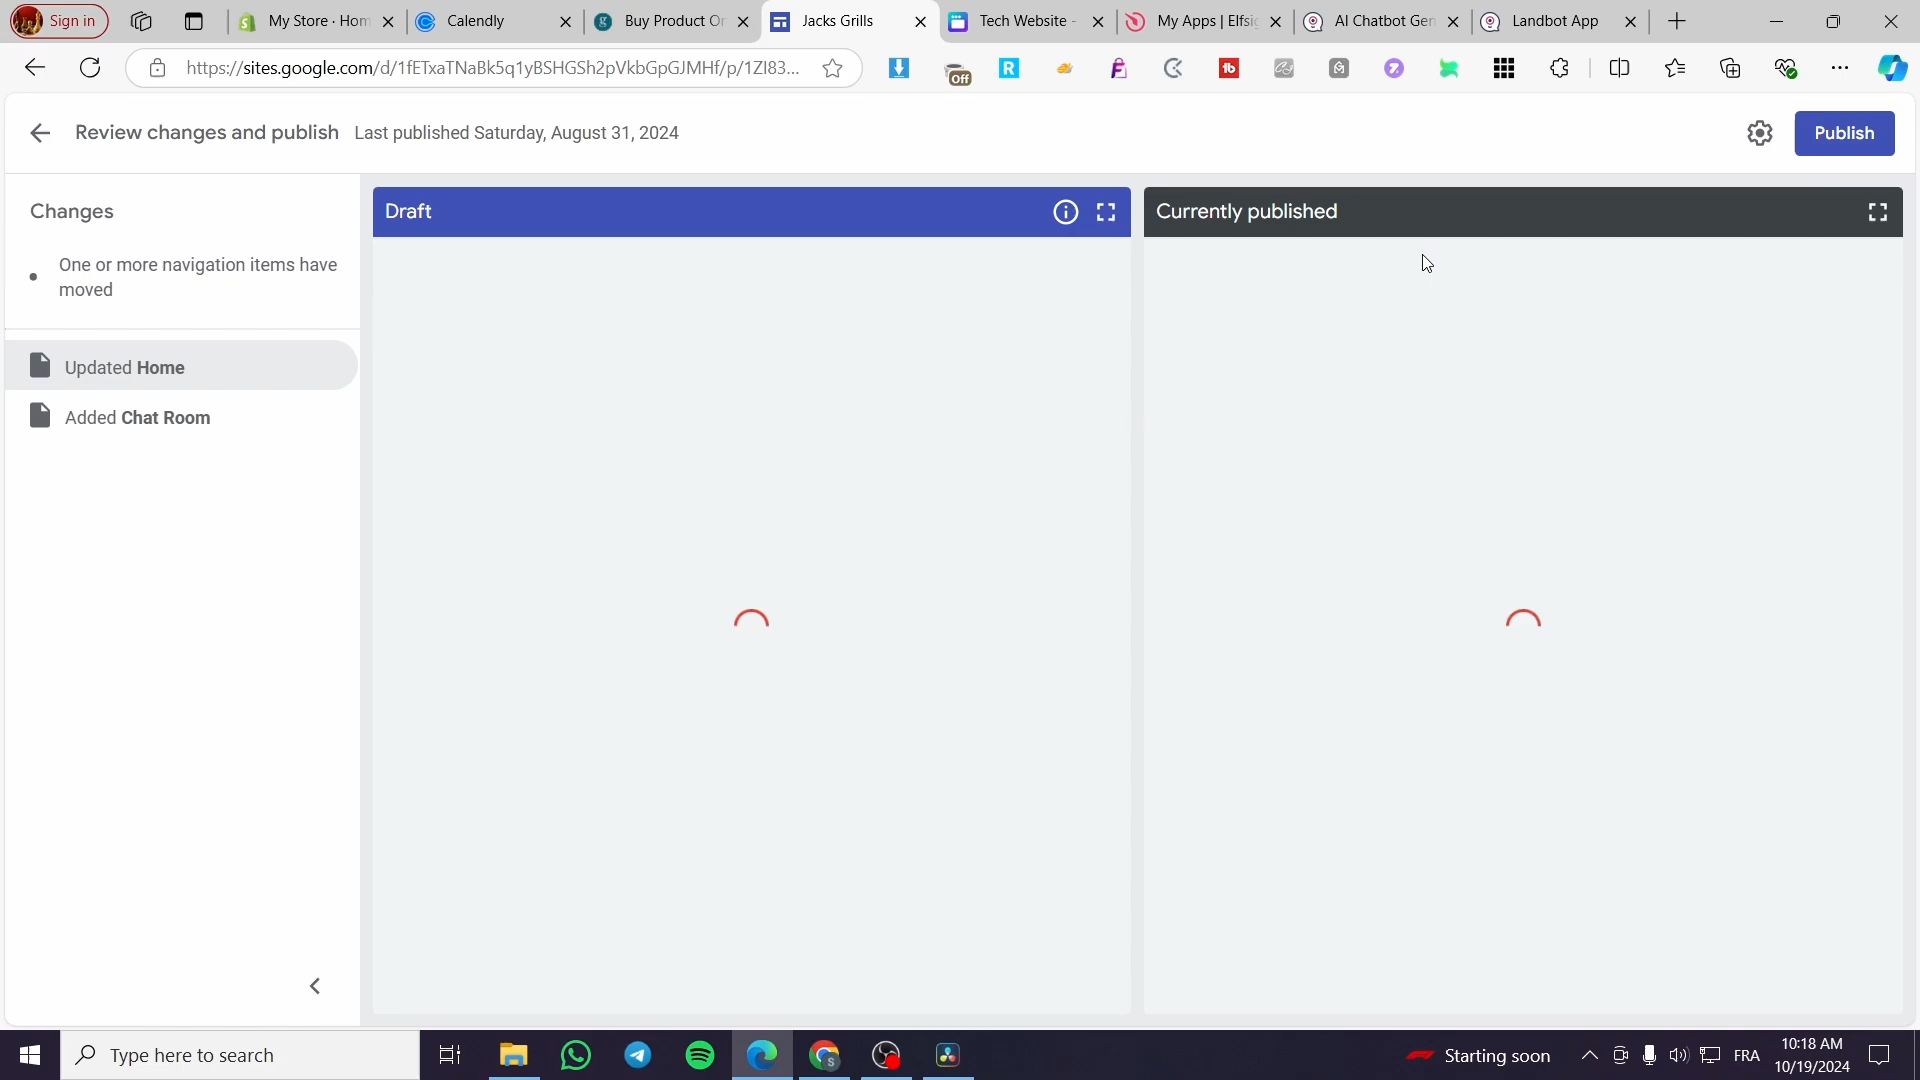 Sign in
My Store · Hom
Calendly
Buy Product Or
Jacks Grills
Tech Website -
My Apps | Elfsig
AI Chatbot Gen
Landbot App
https://sites.google.com/d/1fETxaTNaBk5q1yBSHGSh2pVkbGpGJMHf/p/1ZI83...
Off
Review changes and publish
Last published Saturday, August 31, 2024
Publish
Changes
One or more navigation items have
moved
Updated Home
Added Chat Room
Draft
Currently published
Type here to search
Starting soon
FRA
10:18 AM
10/19/2024